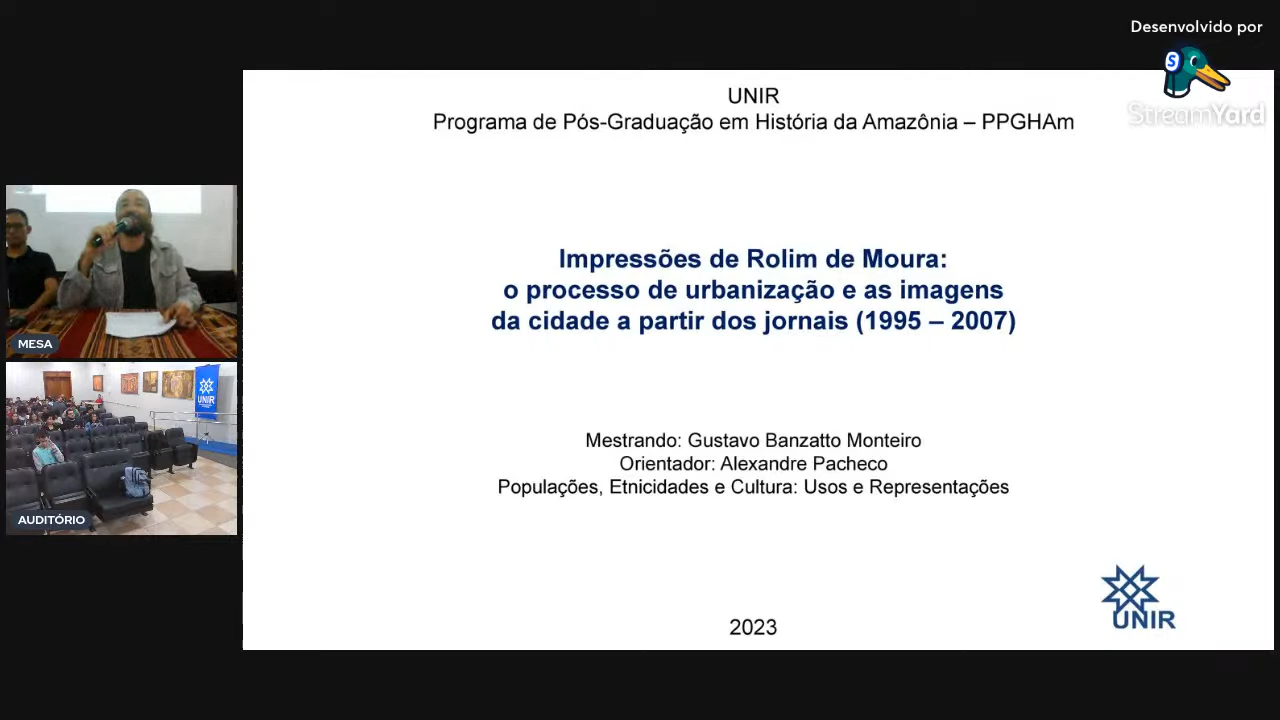 Desenvolvido por
S
StreamYard
UNIR
Programa de Pós-Graduação em História da Amazônia – PPGHAm
Impressões de Rolim de Moura:
o processo de urbanização e as imagens
da cidade a partir dos jornais (1995 – 2007)
Mestrando: Gustavo Banzatto Monteiro
Orientador: Alexandre Pacheco
Populações, Etnicidades e Cultura: Usos e Representações
2023
UNIR
MESA
UNIR
AUDITÓRIO